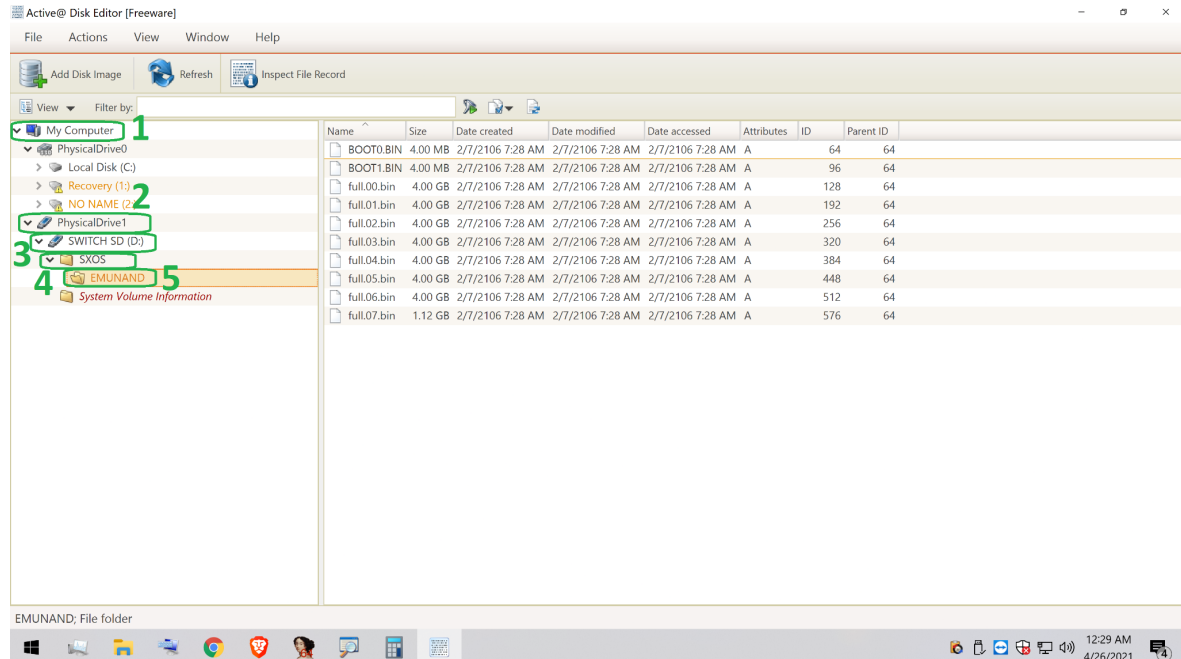 Active@ Disk Editor [Freeware]
File Actions View Window Help
Add Disk Image Refresh Inspect File Record
View Filter by:
My Computer 1
PhysicalDrive0
Local Disk (C:)
Recovery (1:)
NO NAME (2:) 2
PhysicalDrive1
SWITCH SD (D:)
3 SXOS
4 EMUNAND 5
System Volume Information
Name Size Date created Date modified Date accessed Attributes ID Parent ID
BOOT0.BIN 4.00 MB 2/7/2106 7:28 AM 2/7/2106 7:28 AM 2/7/2106 7:28 AM A 64 64
BOOT1.BIN 4.00 MB 2/7/2106 7:28 AM 2/7/2106 7:28 AM 2/7/2106 7:28 AM A 96 64
full.00.bin 4.00 GB 2/7/2106 7:28 AM 2/7/2106 7:28 AM 2/7/2106 7:28 AM A 128 64
full.01.bin 4.00 GB 2/7/2106 7:28 AM 2/7/2106 7:28 AM 2/7/2106 7:28 AM A 192 64
full.02.bin 4.00 GB 2/7/2106 7:28 AM 2/7/2106 7:28 AM 2/7/2106 7:28 AM A 256 64
full.03.bin 4.00 GB 2/7/2106 7:28 AM 2/7/2106 7:28 AM 2/7/2106 7:28 AM A 320 64
full.04.bin 4.00 GB 2/7/2106 7:28 AM 2/7/2106 7:28 AM 2/7/2106 7:28 AM A 384 64
full.05.bin 4.00 GB 2/7/2106 7:28 AM 2/7/2106 7:28 AM 2/7/2106 7:28 AM A 448 64
full.06.bin 4.00 GB 2/7/2106 7:28 AM 2/7/2106 7:28 AM 2/7/2106 7:28 AM A 512 64
full.07.bin 1.12 GB 2/7/2106 7:28 AM 2/7/2106 7:28 AM 2/7/2106 7:28 AM A 576 64
EMUNAND; File folder
12:29 AM
4/26/2021
4